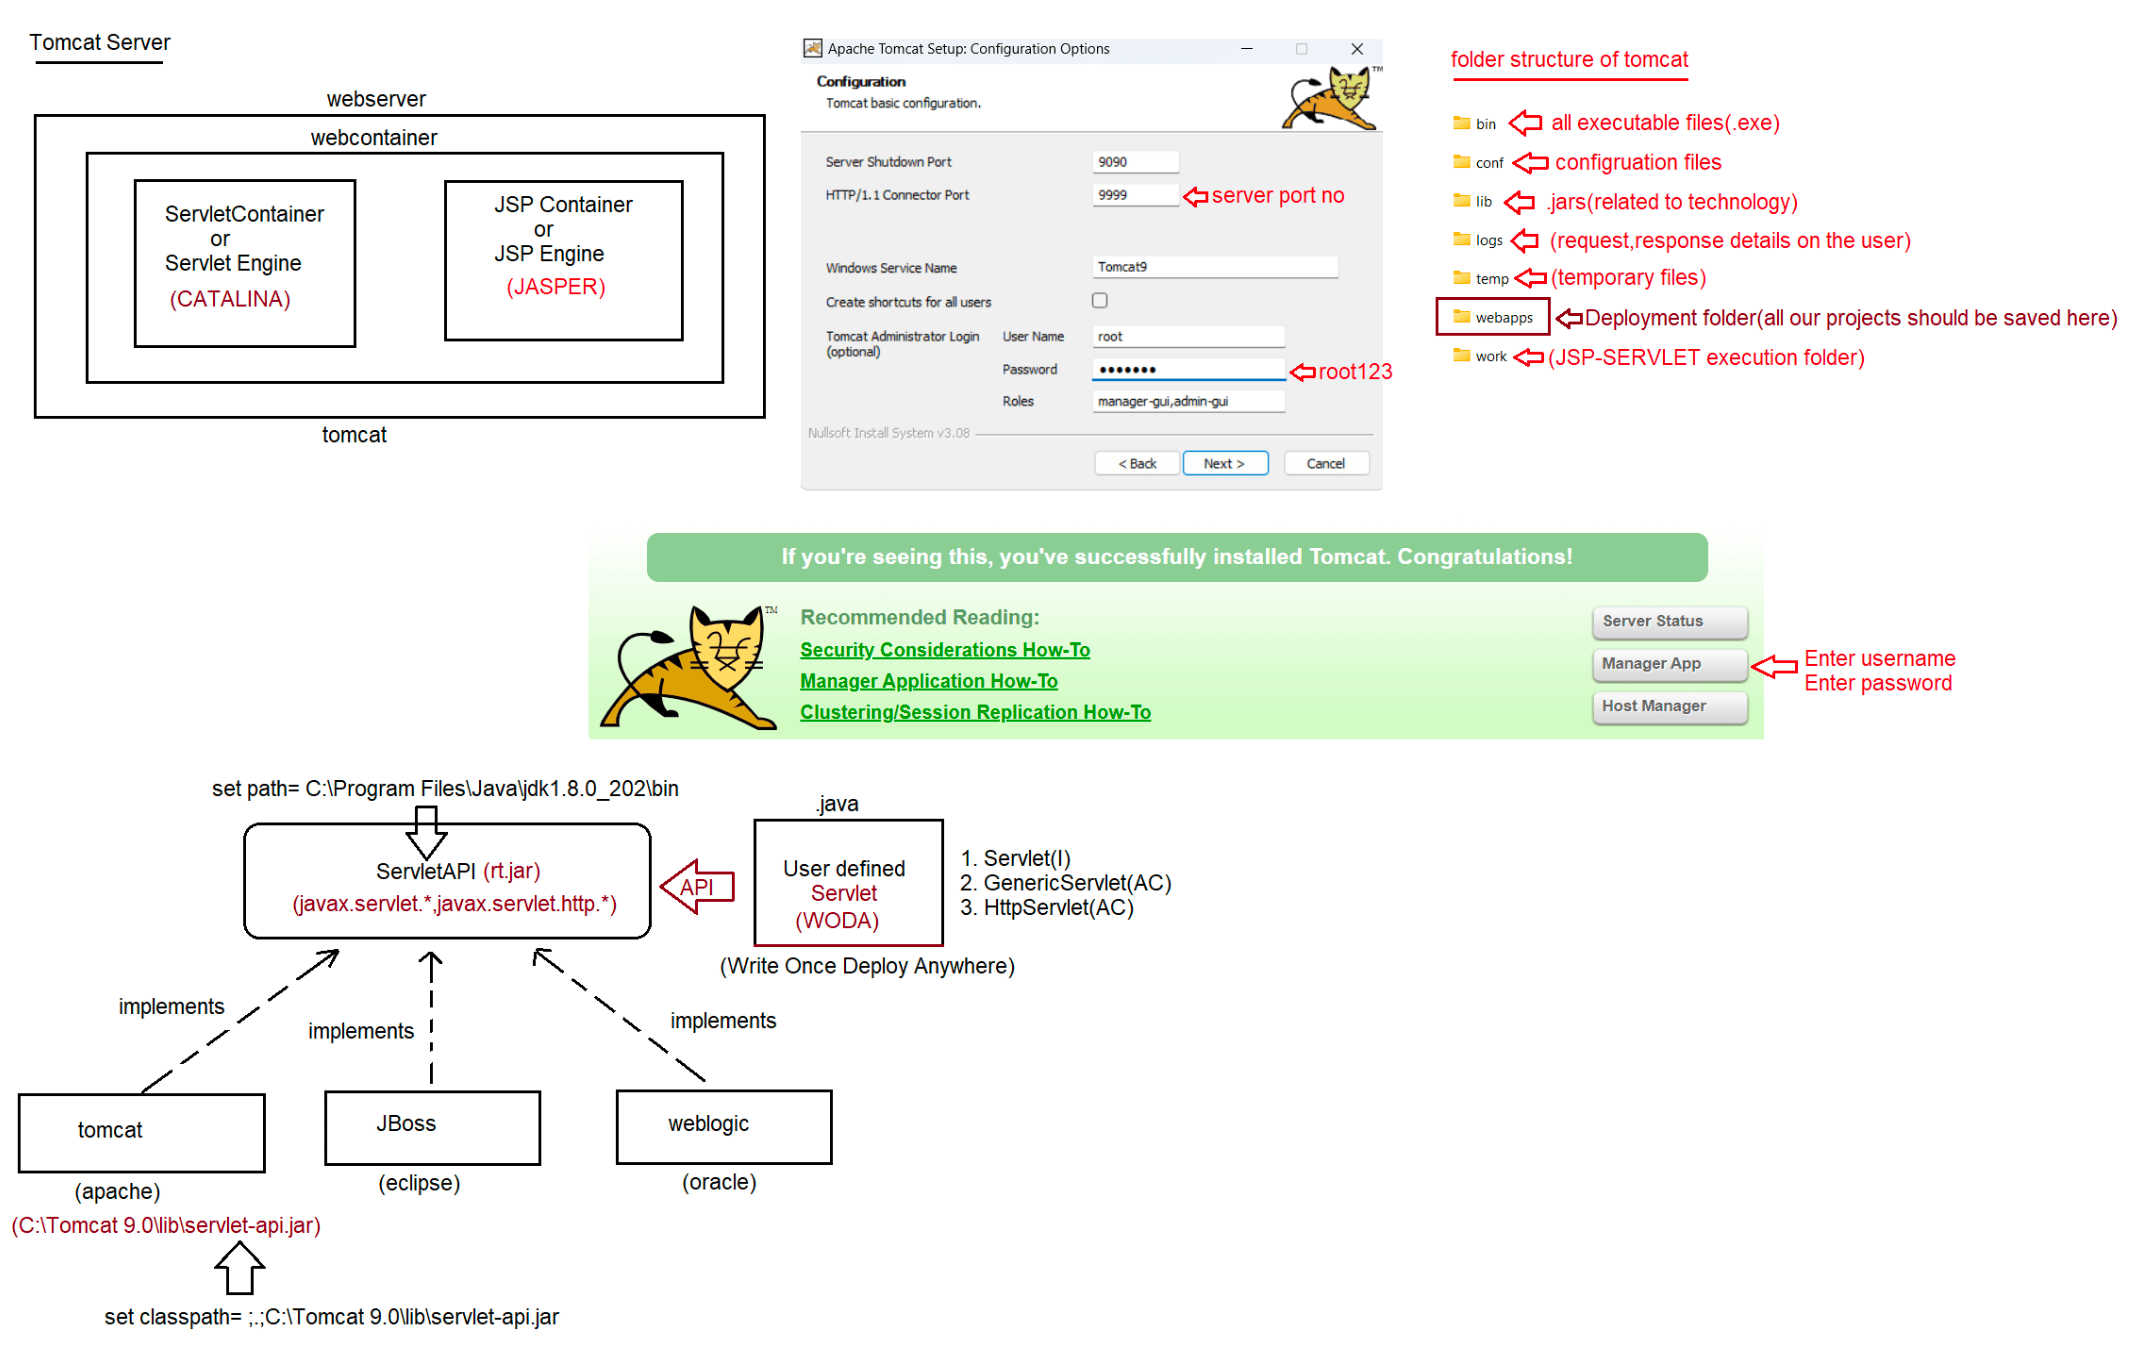 Tomcat Server
webserver
webcontainer
ServletContainer
or
Servlet Engine
(CATALINA)
JSP Container
or
JSP Engine
(JASPER)
tomcat
Apache Tomcat Setup: Configuration Options
Configuration
Tomcat basic configuration.
TM
Server Shutdown Port 9090
HTTP/1.1 Connector Port 9999
server port no
Windows Service Name Tomcat9
Create shortcuts for all users
Tomcat Administrator Login
(optional)
User Name root
Password •••••••
root123
Roles manager-gui,admin-gui
Nullsoft Install System v3.08
< Back Next > Cancel
folder structure of tomcat
bin all executable files(.exe)
conf configruation files
lib .jars(related to technology)
logs (request,response details on the user)
temp (temporary files)
webapps Deployment folder(all our projects should be saved here)
work (JSP-SERVLET execution folder)
If you're seeing this, you've successfully installed Tomcat. Congratulations!
TM
Recommended Reading:
Security Considerations How-To
Manager Application How-To
Clustering/Session Replication How-To
Server Status
Manager App
Host Manager
Enter username
Enter password
set path= C:\Program Files\Java\jdk1.8.0_202\bin
ServletAPI (rt.jar)
(javax.servlet.*,javax.servlet.http.*)
API
.java
User defined
Servlet
(WODA)
(Write Once Deploy Anywhere)
1. Servlet(I)
2. GenericServlet(AC)
3. HttpServlet(AC)
implements
implements
implements
tomcat
(apache)
(C:\Tomcat 9.0\lib\servlet-api.jar)
JBoss
(eclipse)
weblogic
(oracle)
set classpath= ;.;C:\Tomcat 9.0\lib\servlet-api.jar